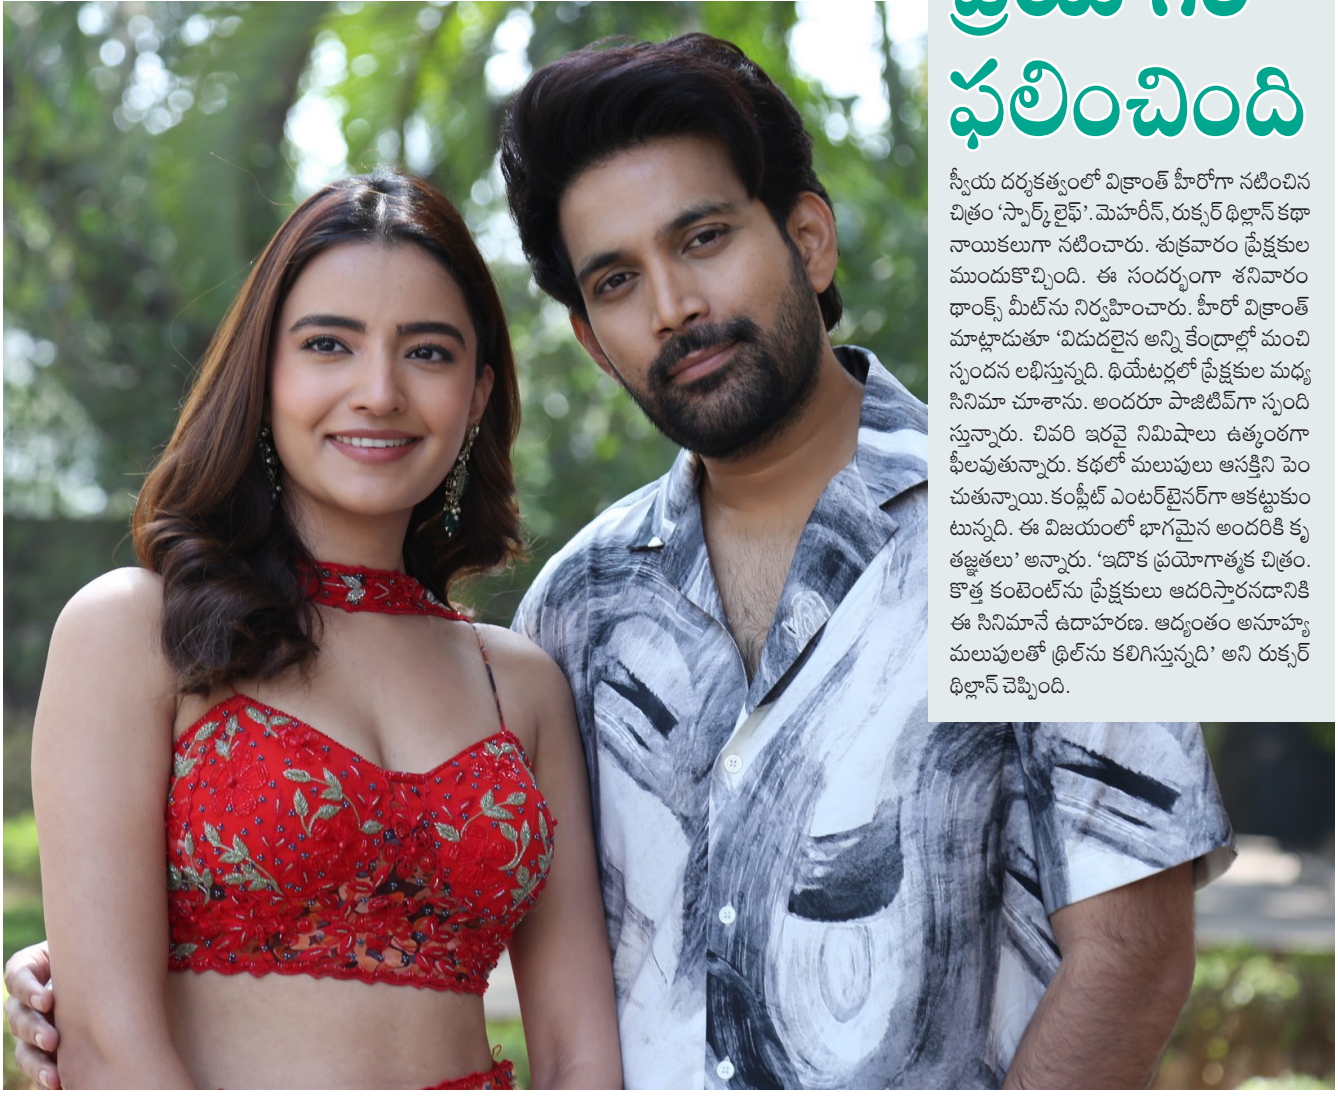 ఫలించింది
స్వీయ దర్శకత్వంలో విక్రాంత్ హీరోగా నటించిన
చిత్రం ‘స్పార్క్ లైఫ్’. మెహరీన్, రుక్సర్ థిల్లాన్ కథా
నాయికలుగా నటించారు. శుక్రవారం ప్రేక్షకుల
ముందుకొచ్చింది. ఈ సందర్భంగా శనివారం
థాంక్స్ మీట్‌ను నిర్వహించారు. హీరో విక్రాంత్
మాట్లాడుతూ ‘విడుదలైన అన్ని కేంద్రాల్లో మంచి
స్పందన లభిస్తున్నది. థియేటర్లలో ప్రేక్షకుల మధ్య
సినిమా చూశాను. అందరూ పాజిటివ్‌గా స్పంది
స్తున్నారు. చివరి ఇరవై నిమిషాలు ఉత్కంఠగా
ఫీలవుతున్నారు. కథలో మలుపులు ఆసక్తిని పెం
చుతున్నాయి. కంప్లీట్ ఎంటర్‌టైనర్‌గా ఆకట్టుకుం
టున్నది. ఈ విజయంలో భాగమైన అందరికి కృ
తజ్ఞతలు’ అన్నారు. ‘ఇదొక ప్రయోగాత్మక చిత్రం.
కొత్త కంటెంట్‌ను ప్రేక్షకులు ఆదరిస్తారనడానికి
ఈ సినిమానే ఉదాహరణ. ఆద్యంతం అనూహ్య
మలుపులతో థ్రిల్‌ను కలిగిస్తున్నది’ అని రుక్సర్
థిల్లాన్ చెప్పింది.